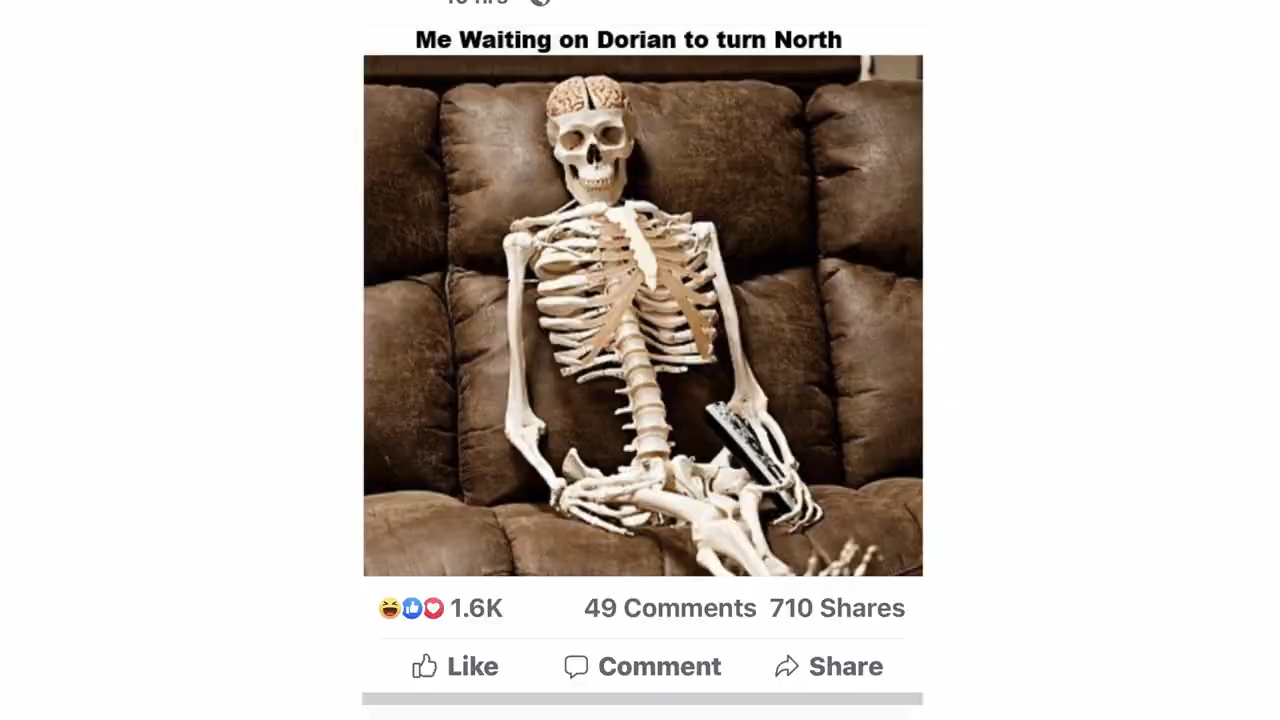 Me Waiting on Dorian to turn North
1.6K 49 Comments 710 Shares
Like Comment Share